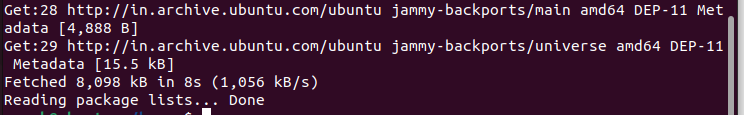 Get:28 http://in.archive.ubuntu.com/ubuntu jammy-backports/main amd64 DEP-11 Met
adata [4,888 B]
Get:29 http://in.archive.ubuntu.com/ubuntu jammy-backports/universe amd64 DEP-11
 Metadata [15.5 kB]
Fetched 8,098 kB in 8s (1,056 kB/s)
Reading package lists... Done